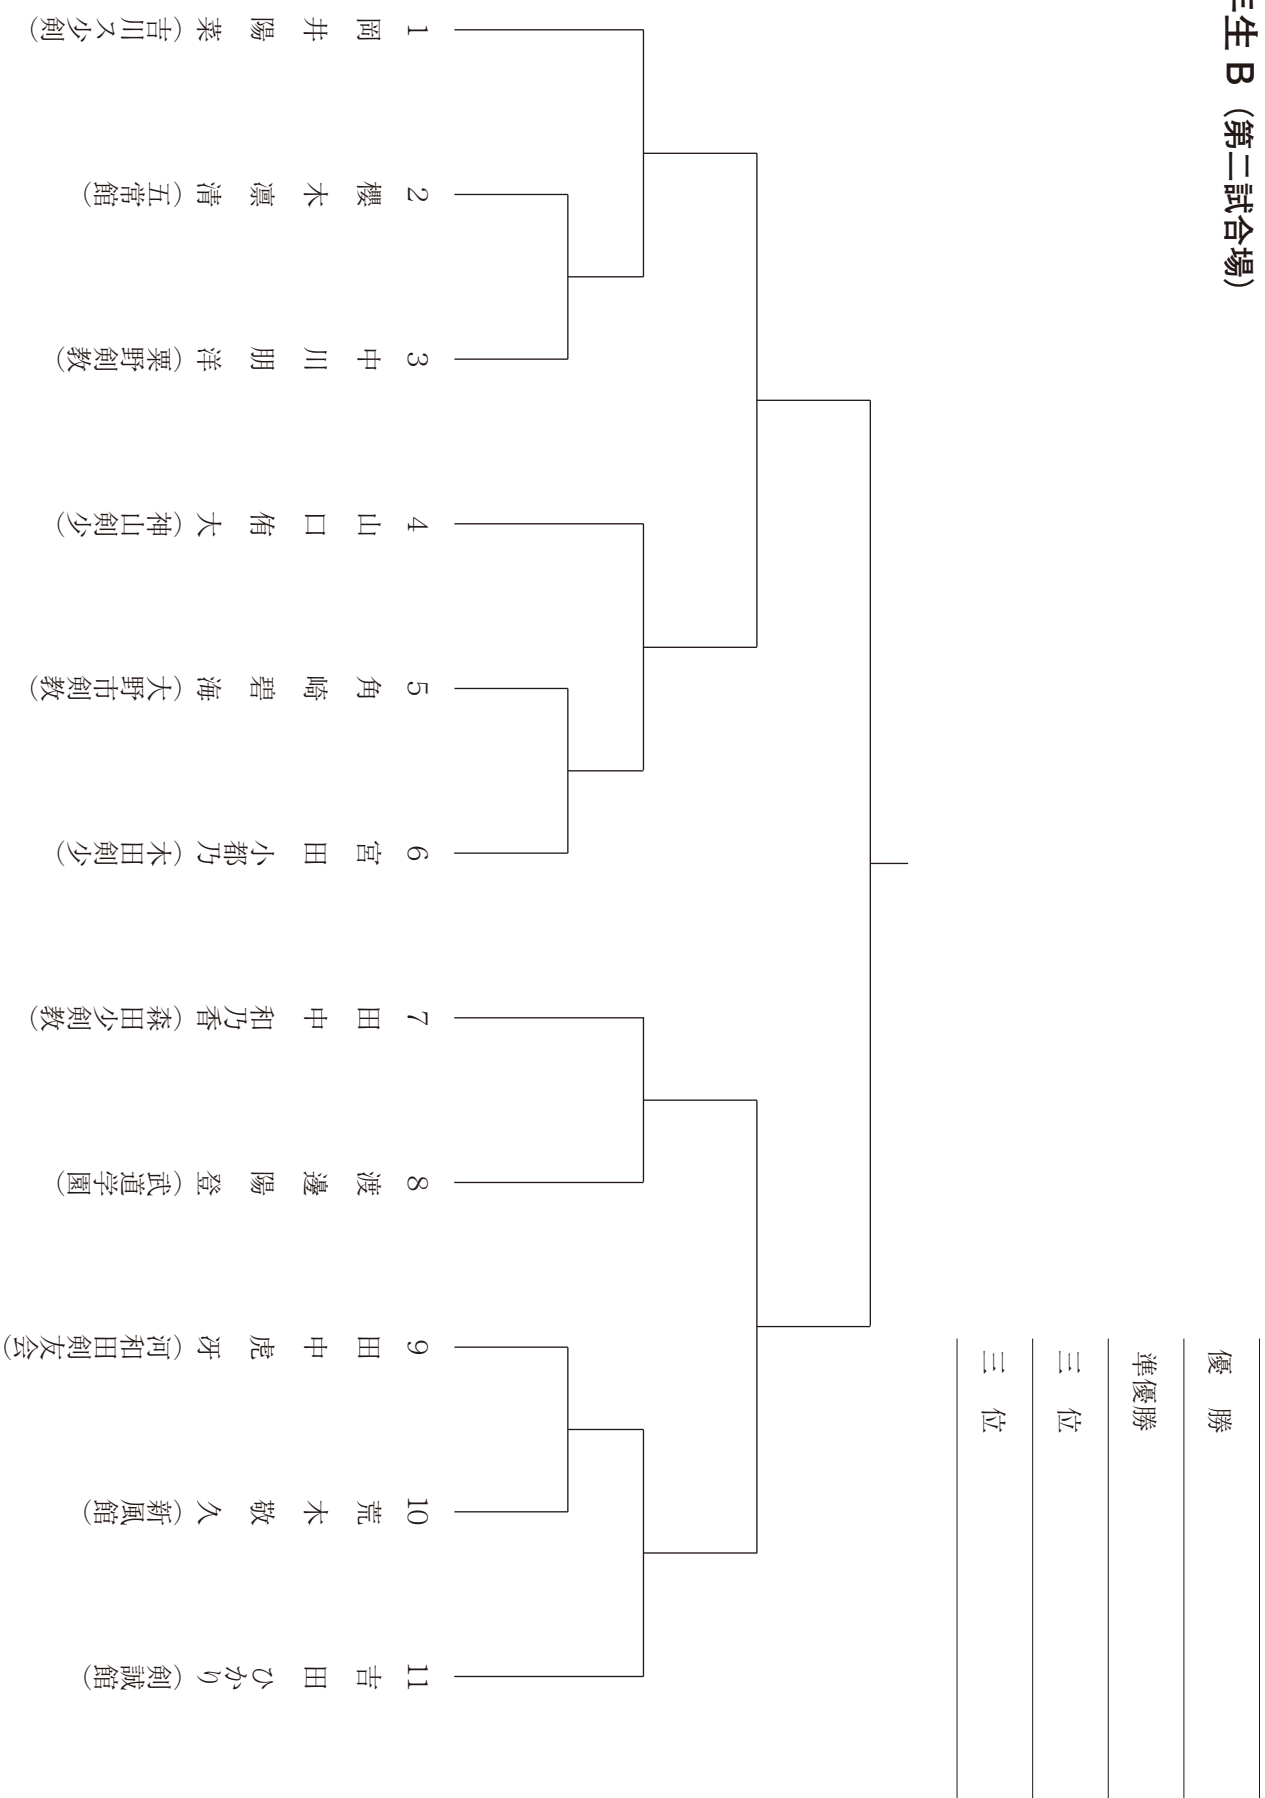 生 B（第二試合場）
1 岡井陽菜（吉川ス少剣）
2 櫻木凛清（五常館）
3 中川朋洋（粟野剣教）
4 山口侑大（神山剣少）
5 角崎碧海（大野市剣教）
6 宮田小都乃（木田剣少）
7 田中和乃香（森田少剣教）
8 渡邊陽登（武道学園）
9 田中虎冴（河和田剣友会）
10 荒木敬久（新風館）
11 吉田ひかり（剣誠館）
優勝
準優勝
三位
三位